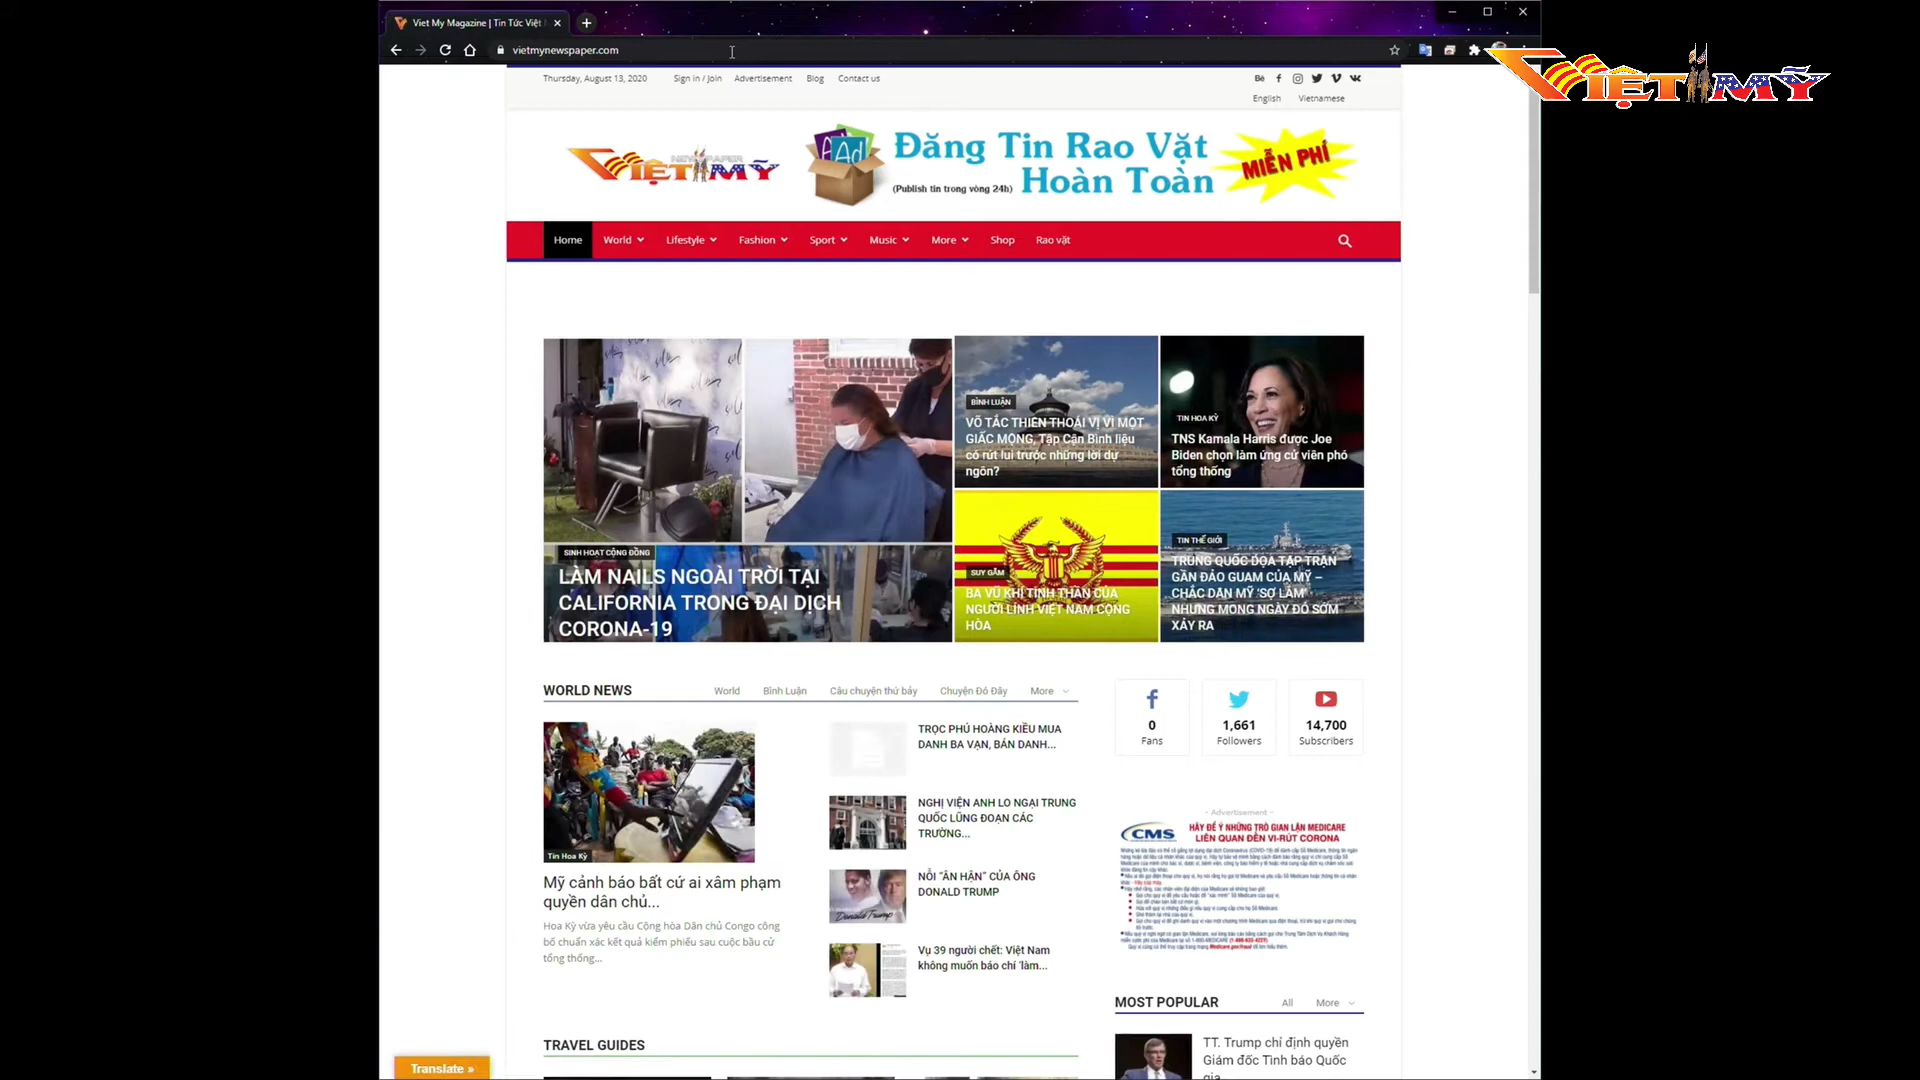 Viet My Magazine | Tin Tức Việt
vietmynewspaper.com
VIỆT MỸ
Thursday, August 13, 2020 Sign in / Join Advertisement Blog Contact us
English Vietnamese
NEWSPAPER
VIỆT MỸ
Ad
Đăng Tin Rao Vặt
(Publish tin trong vòng 24h) Hoàn Toàn
MIỄN PHÍ
Home World Lifestyle Fashion Sport Music More Shop Rao vặt
SINH HOẠT CỘNG ĐỒNG
LÀM NAILS NGOÀI TRỜI TẠI
CALIFORNIA TRONG ĐẠI DỊCH
CORONA-19
BÌNH LUẬN
VÕ TẮC THIÊN THOÁI VỊ VÌ MỘT
GIẤC MỘNG, Tập Cận Bình liệu
có rút lui trước những lời dự
ngôn?
TIN HOA KỲ
TNS Kamala Harris được Joe
Biden chọn làm ứng cử viên phó
tổng thống
SUY GẪM
BA VŨ KHÍ TINH THẦN CỦA
NGƯỜI LÍNH VIỆT NAM CỘNG
HÒA
TIN THẾ GIỚI
TRUNG QUỐC DỌA TẬP TRẬN
GẦN ĐẢO GUAM CỦA MỸ –
CHẮC DẰN MỸ 'SỢ LẮM'
NHƯNG MONG NGÀY ĐÓ SỚM
XẢY RA
WORLD NEWS World Bình Luận Câu chuyện thứ bảy Chuyện Đó Đây More
Tin Hoa Kỳ
Mỹ cảnh báo bất cứ ai xâm phạm
quyền dân chủ...
Hoa Kỳ vừa yêu cầu Cộng hòa Dân chủ Congo công
bố chuẩn xác kết quả kiểm phiếu sau cuộc bầu cử
tổng thống...
TRỌC PHÚ HOÀNG KIỀU MUA
DANH BA VẠN, BÁN DANH...
NGHỊ VIỆN ANH LO NGẠI TRUNG
QUỐC LŨNG ĐOẠN CÁC
TRƯỜNG...
NỖI “ÂN HẬN” CỦA ÔNG
DONALD TRUMP
Donald Trump
Vụ 39 người chết: Việt Nam
không muốn báo chí 'làm...
0 1,661 14,700
Fans Followers Subscribers
- Advertisement -
CMS
HÃY ĐỂ Ý NHỮNG TRÒ GIAN LẬN MEDICARE
LIÊN QUAN ĐẾN VI-RÚT CORONA
MOST POPULAR All More
TT. Trump chỉ định quyền
Giám đốc Tình báo Quốc
gia
TRAVEL GUIDES
Translate »